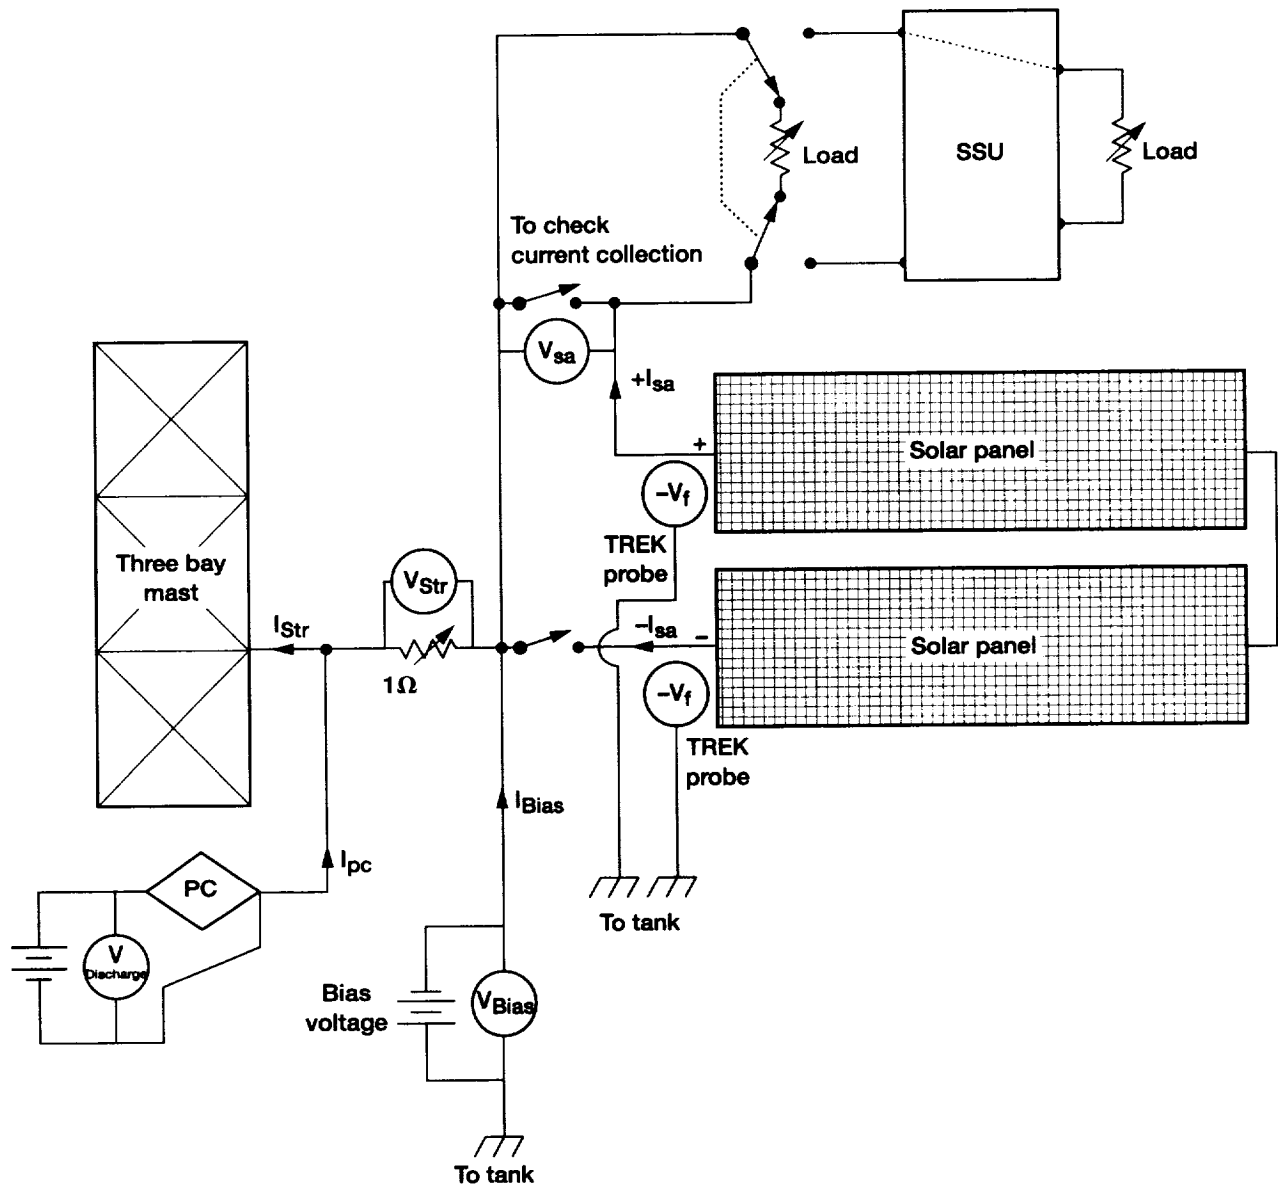 SSU
Load
Load
To check
current collection
Vsa
+Isa
+
Solar panel
–Vf
TREK
probe
Three bay
mast
VStr
IStr
1Ω
–Isa
–
Solar panel
–Vf
TREK
probe
IBias
Ipc
PC
To tank
V
Discharge
Bias
voltage
VBias
To tank